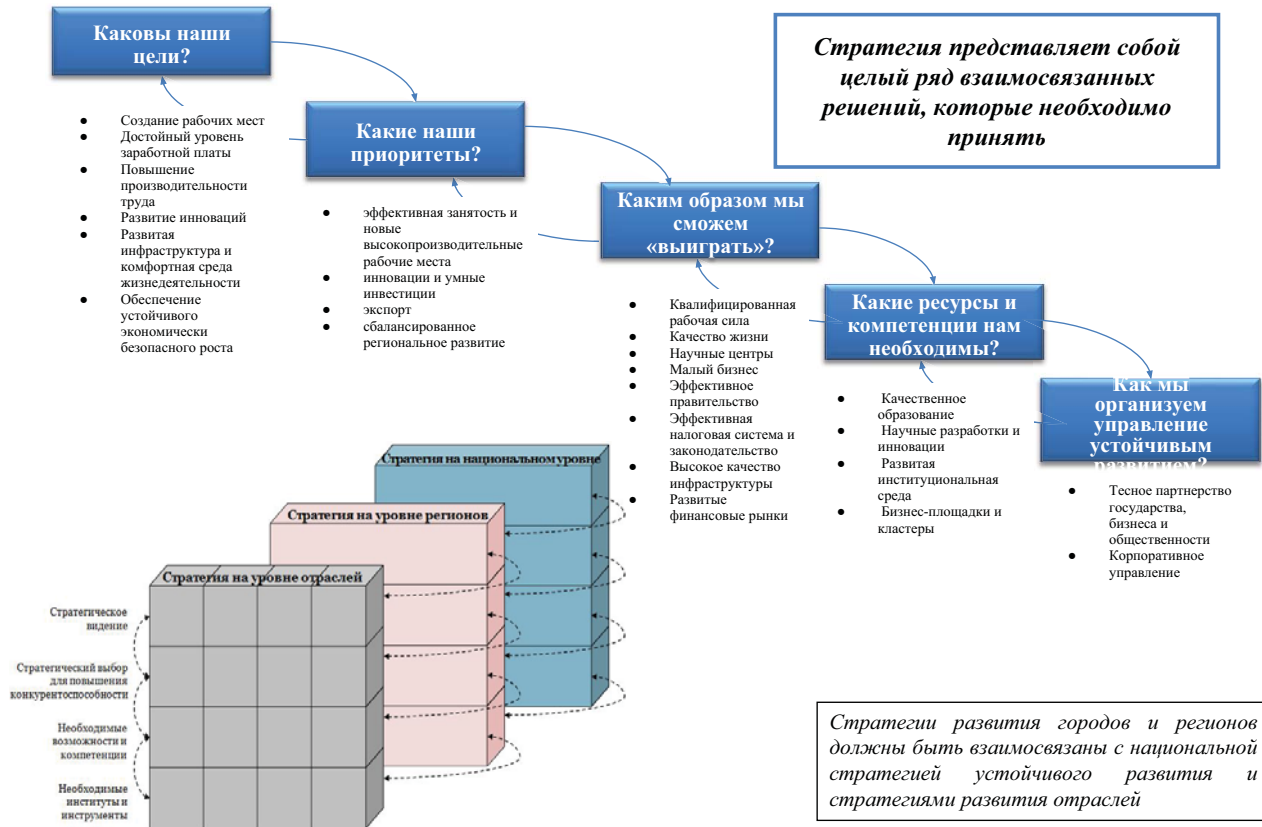 Каковы наши
цели?
Стратегия представляет собой
целый ряд взаимосвязанных
решений, которые необходимо
принять
● Создание рабочих мест
● Достойный уровень
заработной платы
● Повышение
производительности
труда
● Развитие инноваций
● Развитая
инфраструктура и
комфортная среда
жизнедеятельности
● Обеспечение
устойчивого
экономически
безопасного роста
Какие наши
приоритеты?
● эффективная занятость и
новые
высокопроизводительные
рабочие места
● инновации и умные
инвестиции
● экспорт
● сбалансированное
региональное развитие
Каким образом мы
сможем
«выиграть»?
● Квалифицированная
рабочая сила
● Качество жизни
● Научные центры
● Малый бизнес
● Эффективное
правительство
● Эффективная
налоговая система и
законодательство
● Высокое качество
инфраструктуры
● Развитые
финансовые рынки
Какие ресурсы и
компетенции нам
необходимы?
● Качественное
образование
● Научные разработки и
инновации
● Развитая
институциональная
среда
● Бизнес-площадки и
кластеры
Как мы
организуем
управление
устойчивым
развитием?
● Тесное партнерство
государства,
бизнеса и
общественности
● Корпоративное
управление
Стратегия на национальном уровне
Стратегия на уровне регионов
Стратегия на уровне отраслей
Стратегическое
видение
Стратегический выбор
для повышения
конкурентоспособности
Необходимые
возможности и
компетенции
Необходимые
институты и
инструменты
Стратегии развития городов и регионов
должны быть взаимосвязаны с национальной
стратегией устойчивого развития и
стратегиями развития отраслей